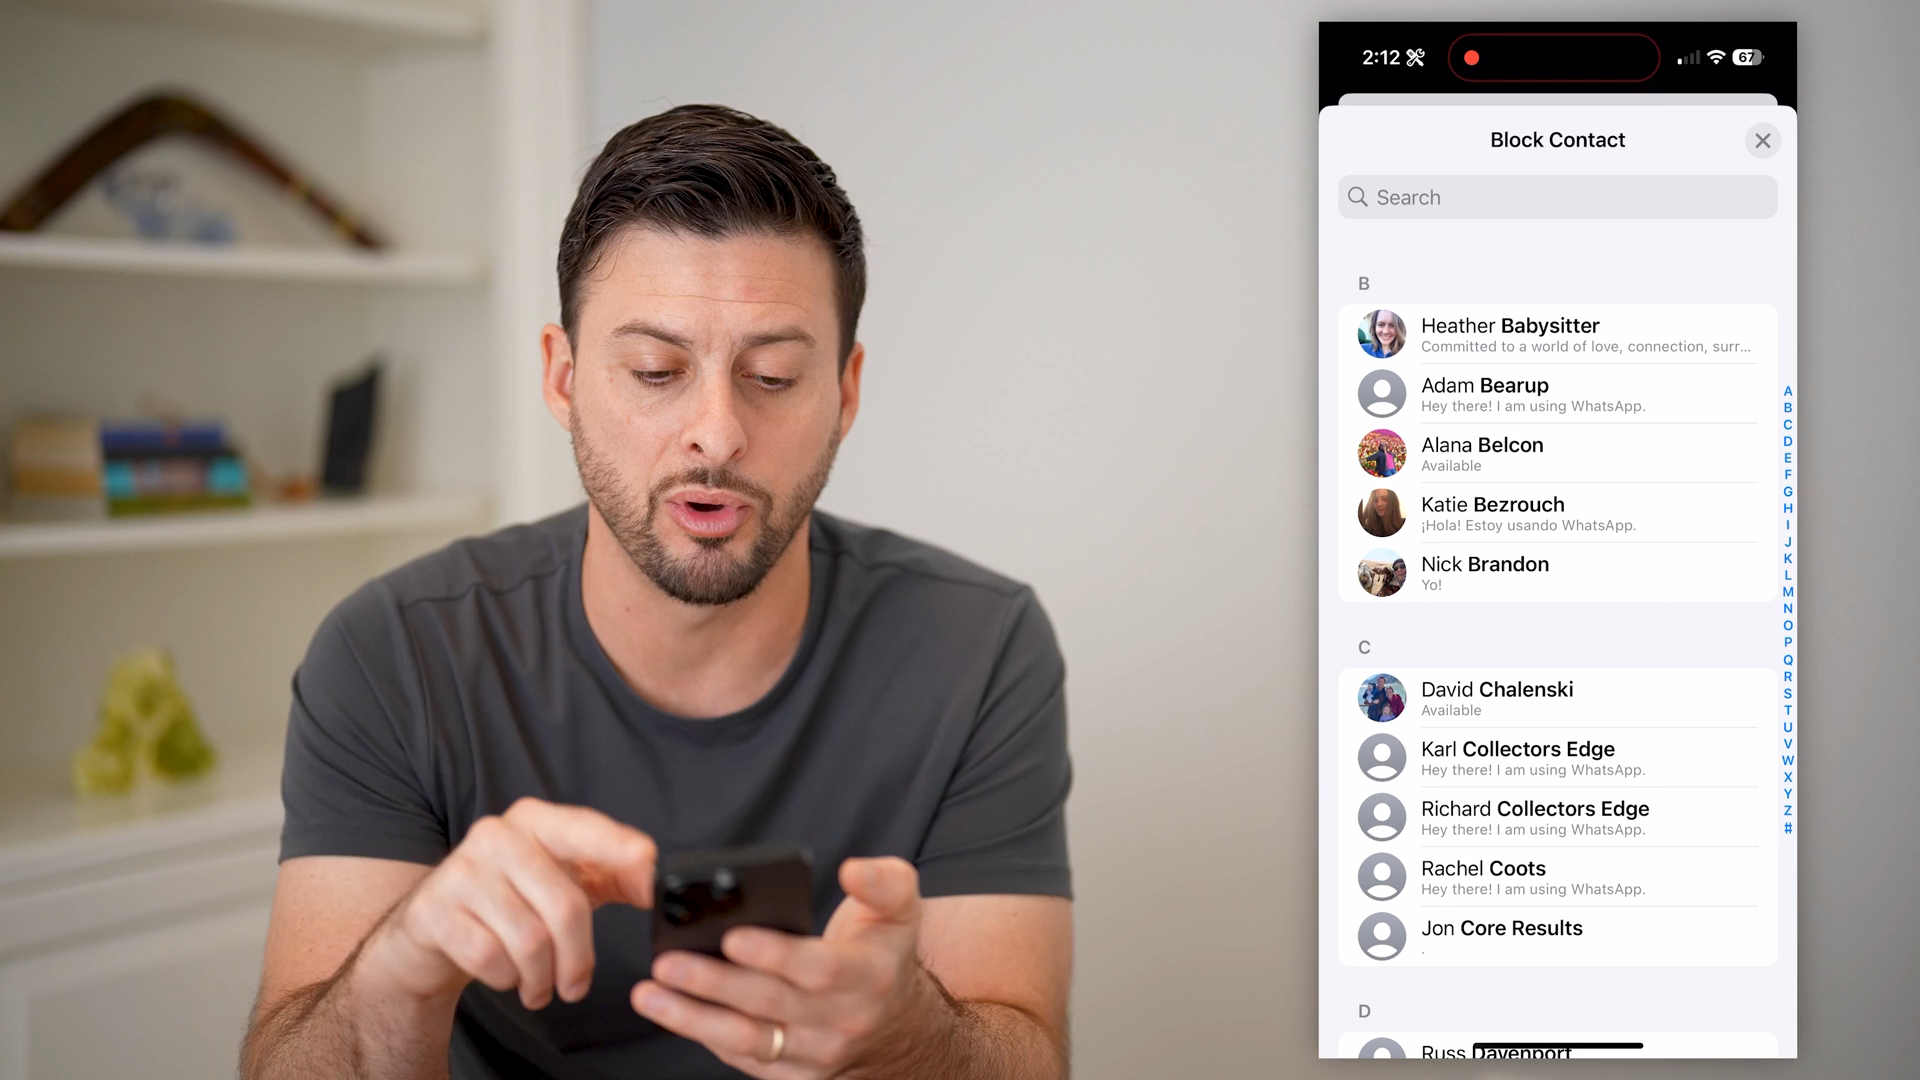 2:12
67
Block Contact
Search
B
Heather Babysitter
Committed to a world of love, connection, surr...
Adam Bearup
Hey there! I am using WhatsApp.
Alana Belcon
Available
Katie Bezrouch
¡Hola! Estoy usando WhatsApp.
Nick Brandon
Yo!
C
David Chalenski
Available
Karl Collectors Edge
Hey there! I am using WhatsApp.
Richard Collectors Edge
Hey there! I am using WhatsApp.
Rachel Coots
Hey there! I am using WhatsApp.
Jon Core Results
.
D
Russ Davenport
A
B
C
D
E
F
G
H
I
J
K
L
M
N
O
P
Q
R
S
T
U
V
W
X
Y
Z
#